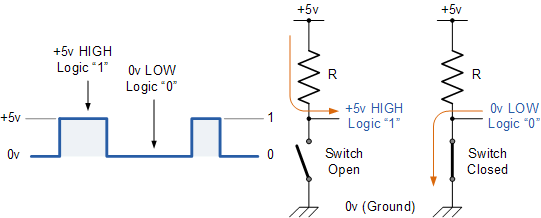 +5v HIGH
Logic “1”
0v LOW
Logic “0”
+5v
0v
1
0
+5v
R
+5v HIGH
Logic “1”
Switch
Open
0v (Ground)
+5v
R
0v LOW
Logic “0”
Switch
Closed